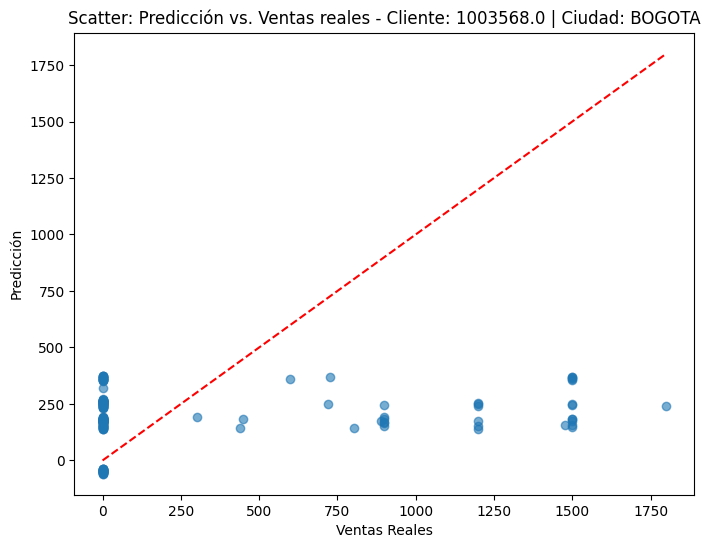 Scatter: Predicción vs. Ventas reales - Cliente: 1003568.0 | Ciudad: BOGOTA
Predicción
1750
1500
1250
1000
750
500
250
0
0 250 500 750 1000 1250 1500 1750
Ventas Reales